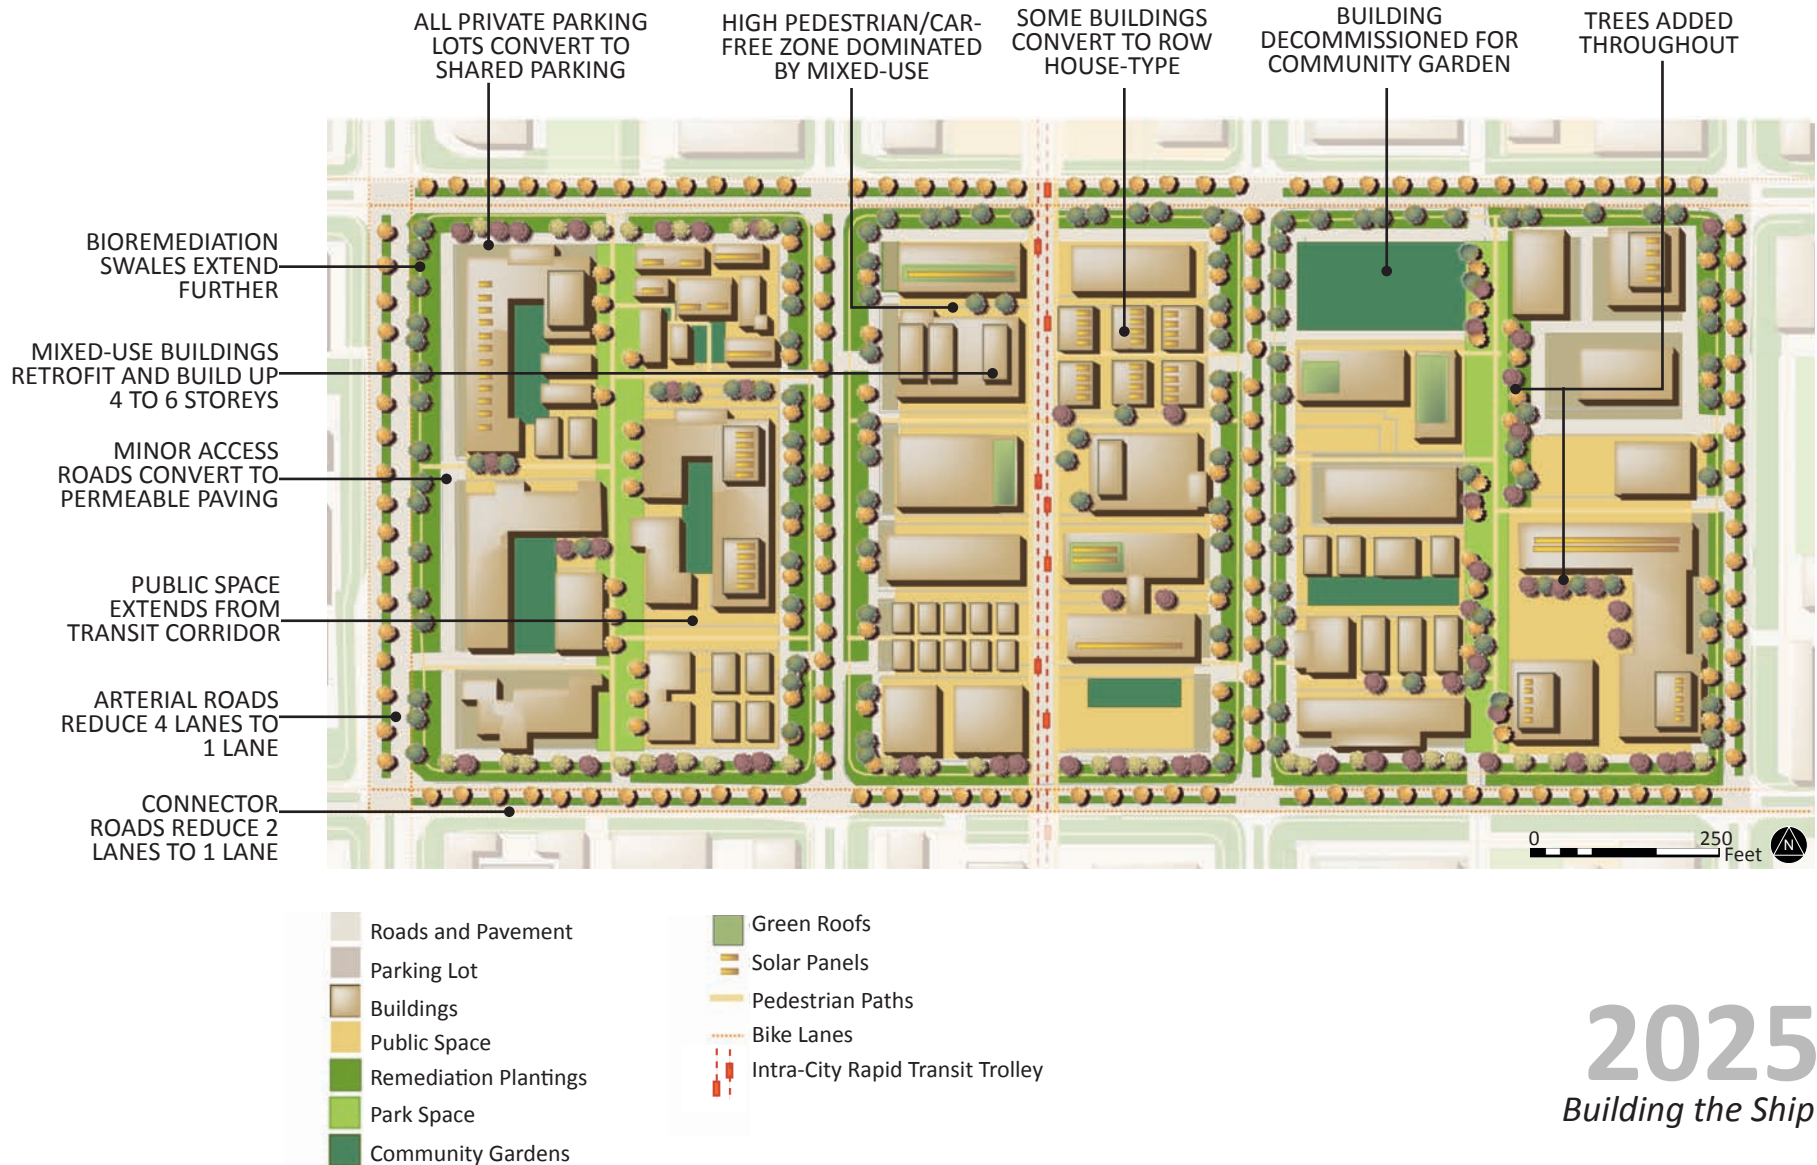 ALL PRIVATE PARKING
LOTS CONVERT TO
SHARED PARKING
HIGH PEDESTRIAN/CAR-
FREE ZONE DOMINATED
BY MIXED-USE
SOME BUILDINGS
CONVERT TO ROW
HOUSE-TYPE
BUILDING
DECOMMISSIONED FOR
COMMUNITY GARDEN
TREES ADDED
THROUGHOUT
BIOREMEDIATION
SWALES EXTEND
FURTHER
MIXED-USE BUILDINGS
RETROFIT AND BUILD UP
4 TO 6 STOREYS
MINOR ACCESS
ROADS CONVERT TO
PERMEABLE PAVING
PUBLIC SPACE
EXTENDS FROM
TRANSIT CORRIDOR
ARTERIAL ROADS
REDUCE 4 LANES TO
1 LANE
CONNECTOR
ROADS REDUCE 2
LANES TO 1 LANE
0 250
Feet
N
Roads and Pavement
Parking Lot
Buildings
Public Space
Remediation Plantings
Park Space
Community Gardens
Green Roofs
Solar Panels
Pedestrian Paths
Bike Lanes
Intra-City Rapid Transit Trolley
2025
Building the Ship